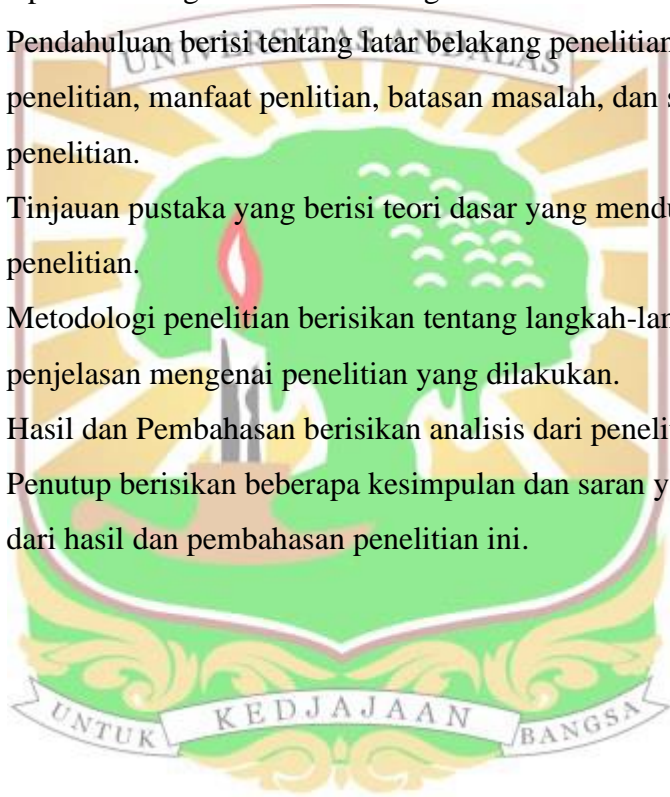 Pendahuluan berisi tentang latar belakang penelitian
UNIVERSITAS ANDALAS
penelitian, manfaat penlitian, batasan masalah, dan
penelitian.
Tinjauan pustaka yang berisi teori dasar yang mendu
penelitian.
Metodologi penelitian berisikan tentang langkah-lan
penjelasan mengenai penelitian yang dilakukan.
Hasil dan Pembahasan berisikan analisis dari penelit
Penutup berisikan beberapa kesimpulan dan saran y
dari hasil dan pembahasan penelitian ini.
UNTUK KEDJAJAAN BANGSA